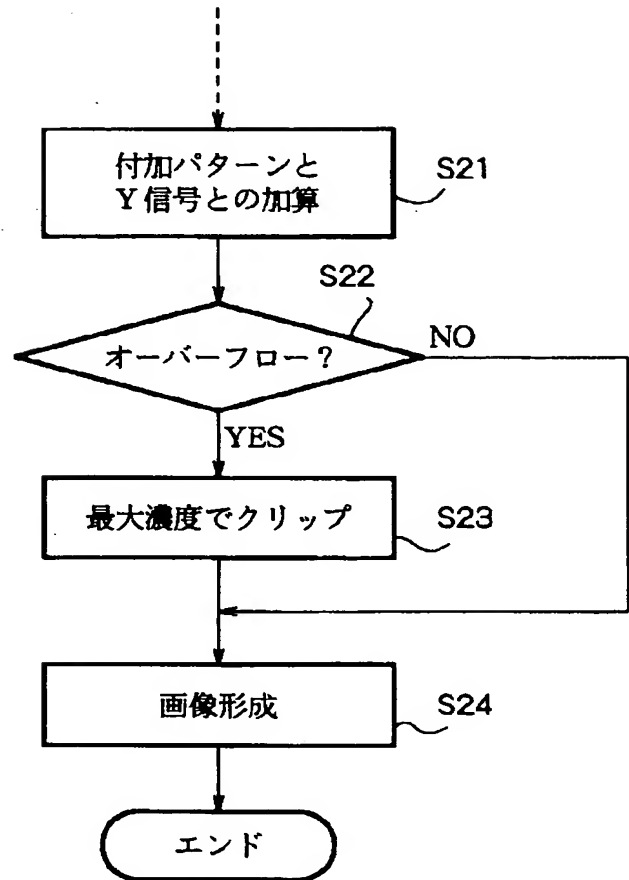 付加パターンと
Y信号との加算
S21
S22
オーバーフロー？
NO
YES
最大濃度でクリップ
S23
画像形成
S24
エンド